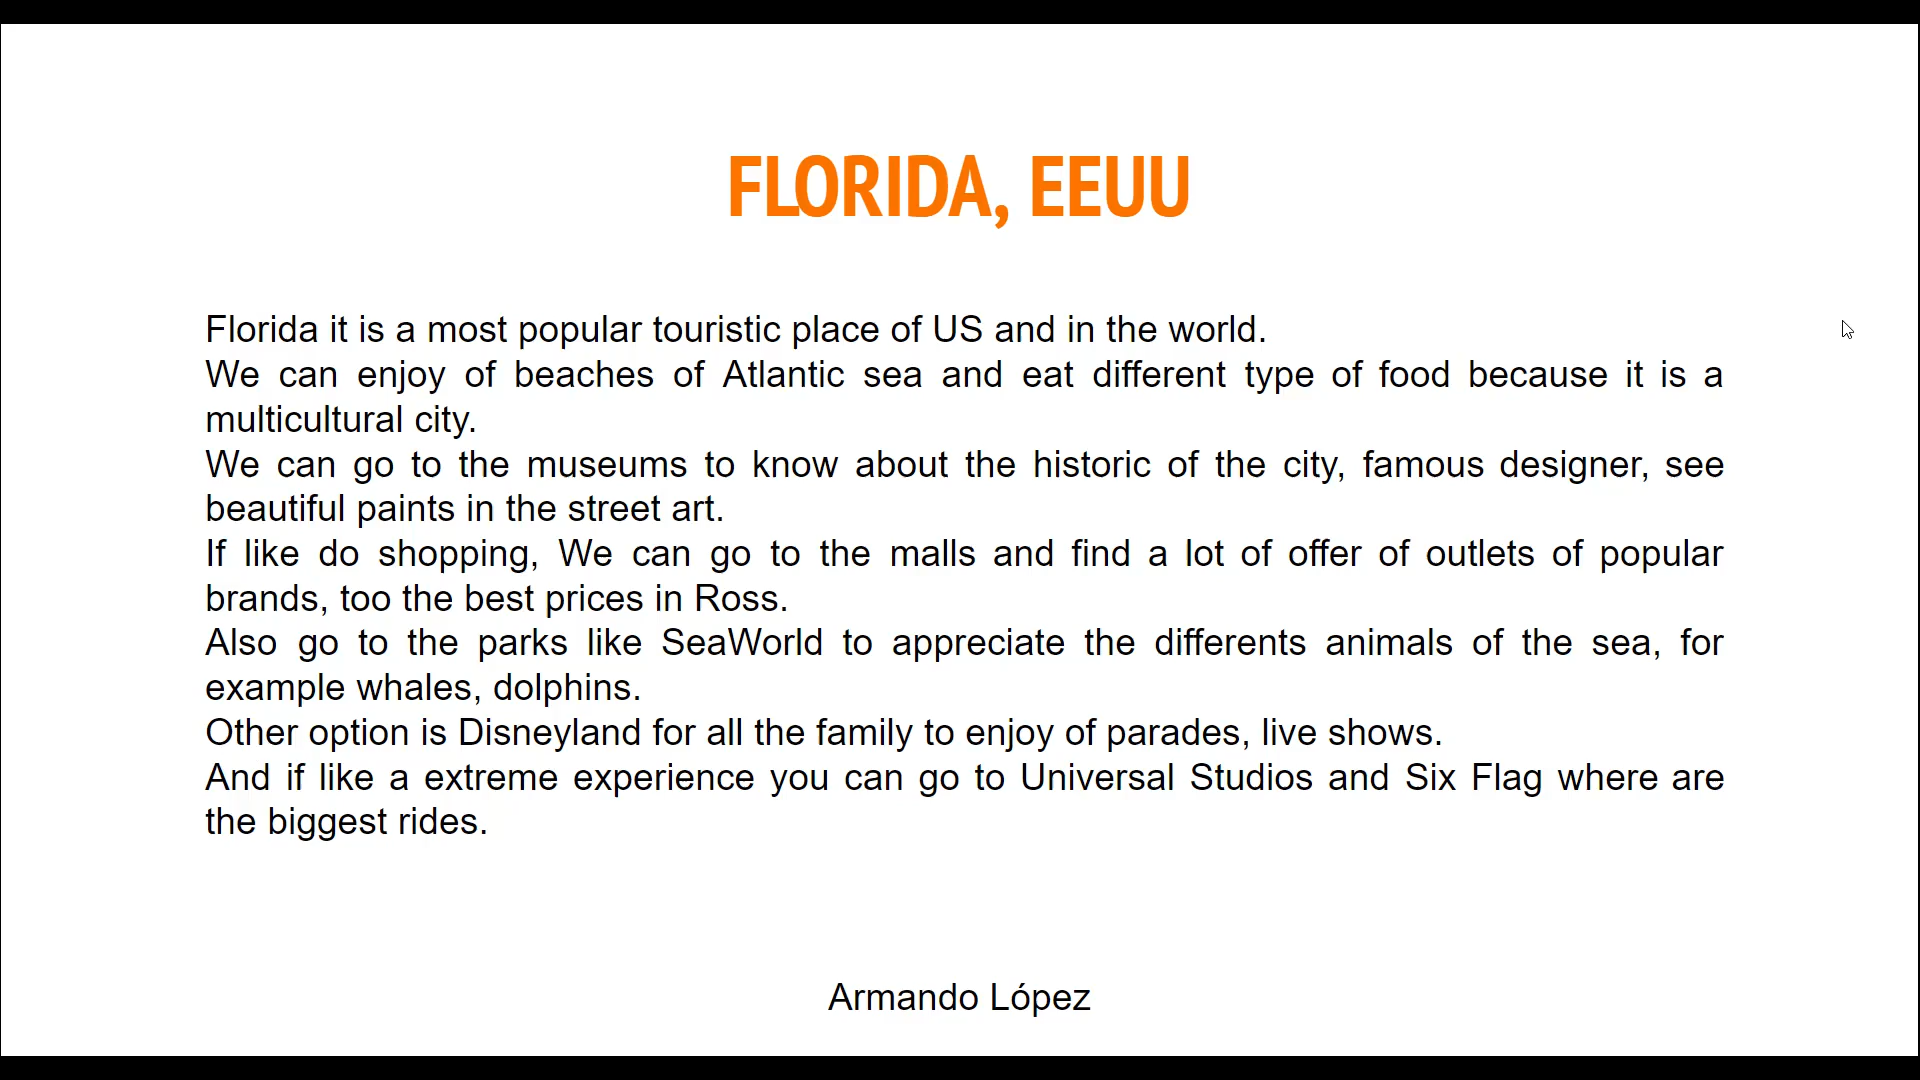 FLORIDA, EEUU
Florida it is a most popular touristic place of US and in the world.
We can enjoy of beaches of Atlantic sea and eat different type of food because it is a
multicultural city.
We can go to the museums to know about the historic of the city, famous designer, see
beautiful paints in the street art.
If like do shopping, We can go to the malls and find a lot of offer of outlets of popular
brands, too the best prices in Ross.
Also go to the parks like SeaWorld to appreciate the differents animals of the sea, for
example whales, dolphins.
Other option is Disneyland for all the family to enjoy of parades, live shows.
And if like a extreme experience you can go to Universal Studios and Six Flag where are
the biggest rides.
Armando López